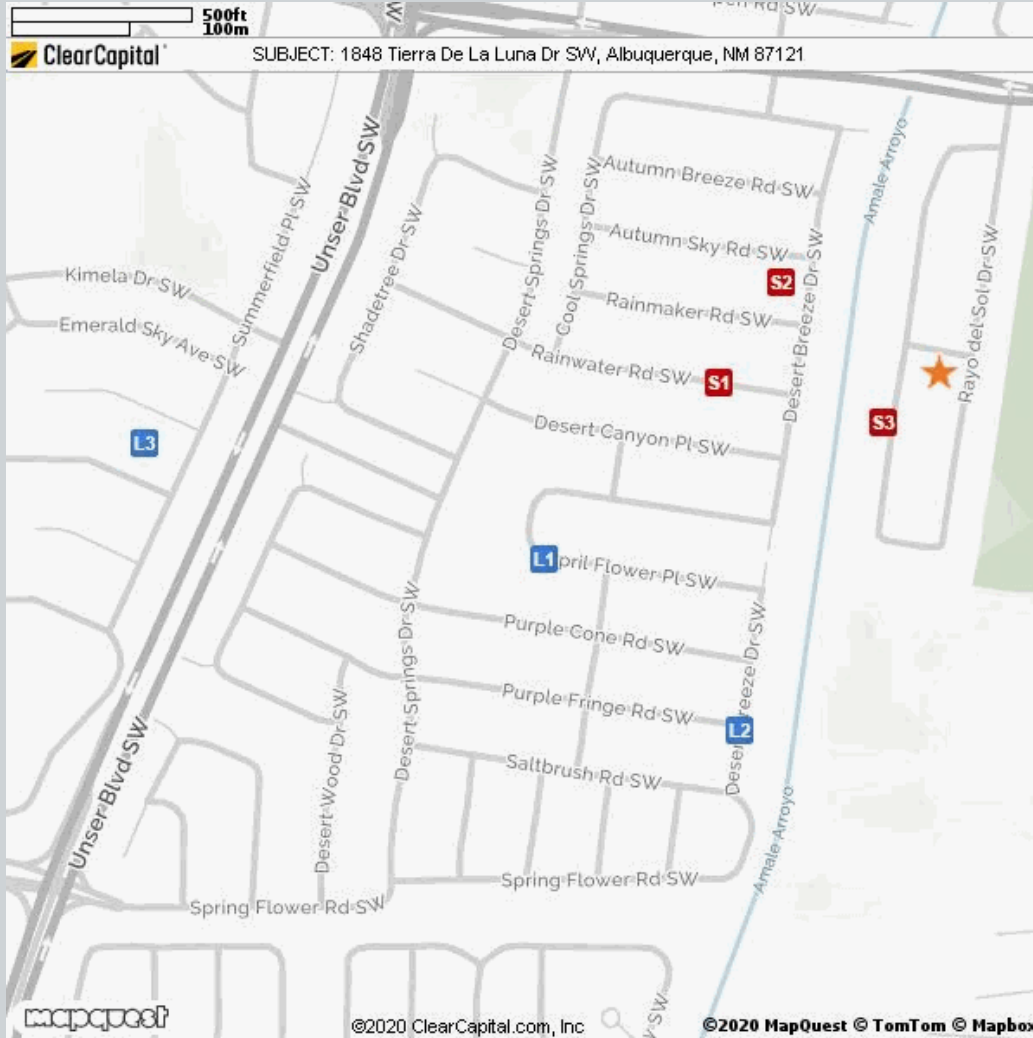 500ft
100m
ClearCapital
SUBJECT: 1848 Tierra De La Luna Dr SW, Albuquerque, NM 87121
Rd SW
Autumn Breeze Rd SW
Autumn Sky Rd SW
S2
Rainmaker Rd SW
Rainwater Rd SW
S1
S3
Desert Canyon Pl SW
L1
pril Flower Pl SW
Purple Cone Rd SW
Purple Fringe Rd SW
L2
Saltbrush Rd SW
Spring Flower Rd SW
Spring Flower Rd SW
Kimela Dr SW
Emerald Sky Ave SW
L3
Summerfield Pl SW
Unser Blvd SW
Shadetree Dr SW
Desert Springs Dr SW
Cool Springs Dr SW
Desert Breeze Dr SW
Amale Arroyo
Rayo del Sol Dr SW
Desert Springs Dr SW
Desert Wood Dr SW
Unser Blvd SW
Desert Breeze Dr SW
Amale Arroyo
SW
mapquest
©2020 ClearCapital.com, Inc
©2020 MapQuest © TomTom © Mapbox